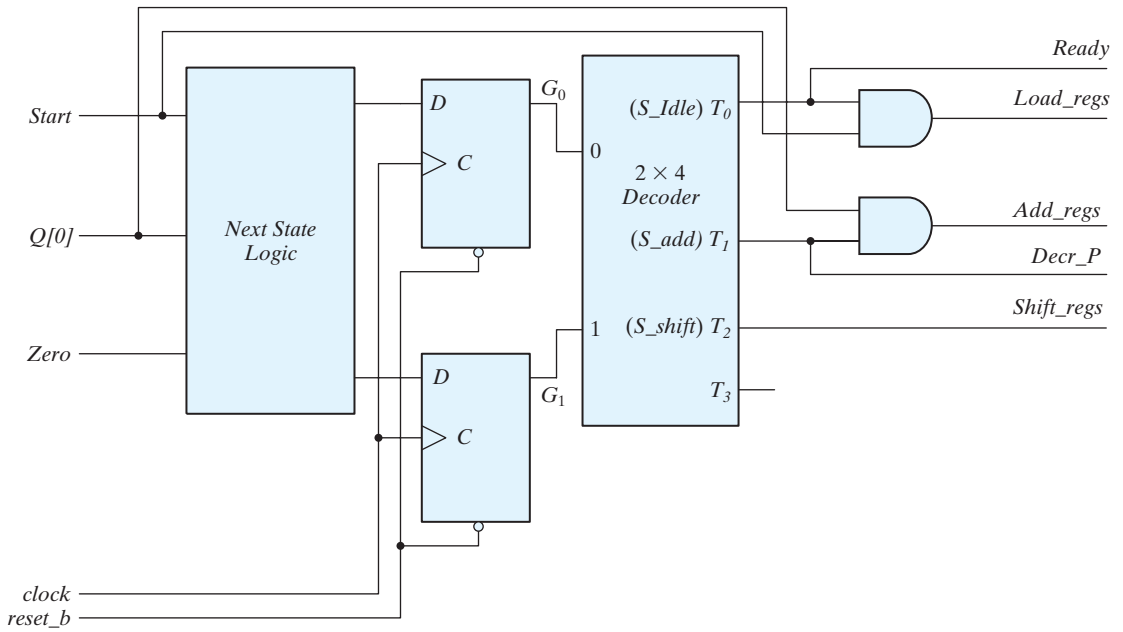 Ready
Start
D
G0
(S_Idle) T0
Load_regs
0
C
2 × 4
Decoder
Q[0]
Next State
Logic
(S_add) T1
Add_regs
Decr_P
Shift_regs
1
(S_shift) T2
Zero
D
G1
T3
C
clock
reset_b